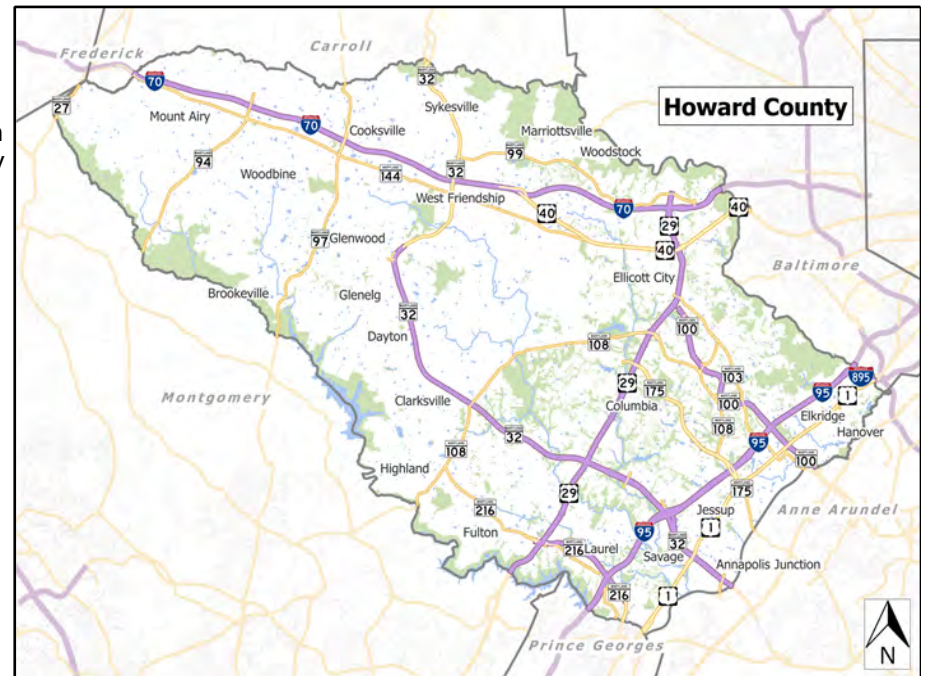 Frederick
Carroll
Howard County
70
32
27
Mount Airy
Sykesville
70
Cooksville
Marriottsville
94
99
Woodstock
Woodbine
144
32
West Friendship
40
70
40
29
97
Glenwood
40
Ellicott City
Baltimore
Brookeville
Glenelg
32
Dayton
108
100
Montgomery
29
175
103
95
895
Clarksville
Columbia
100
1
Elkridge
Hanover
32
108
108
95
100
Highland
29
175
216
Jessup
Anne Arundel
Fulton
95
1
216
Laurel
Savage
32
Annapolis Junction
216
1
Prince Georges
N